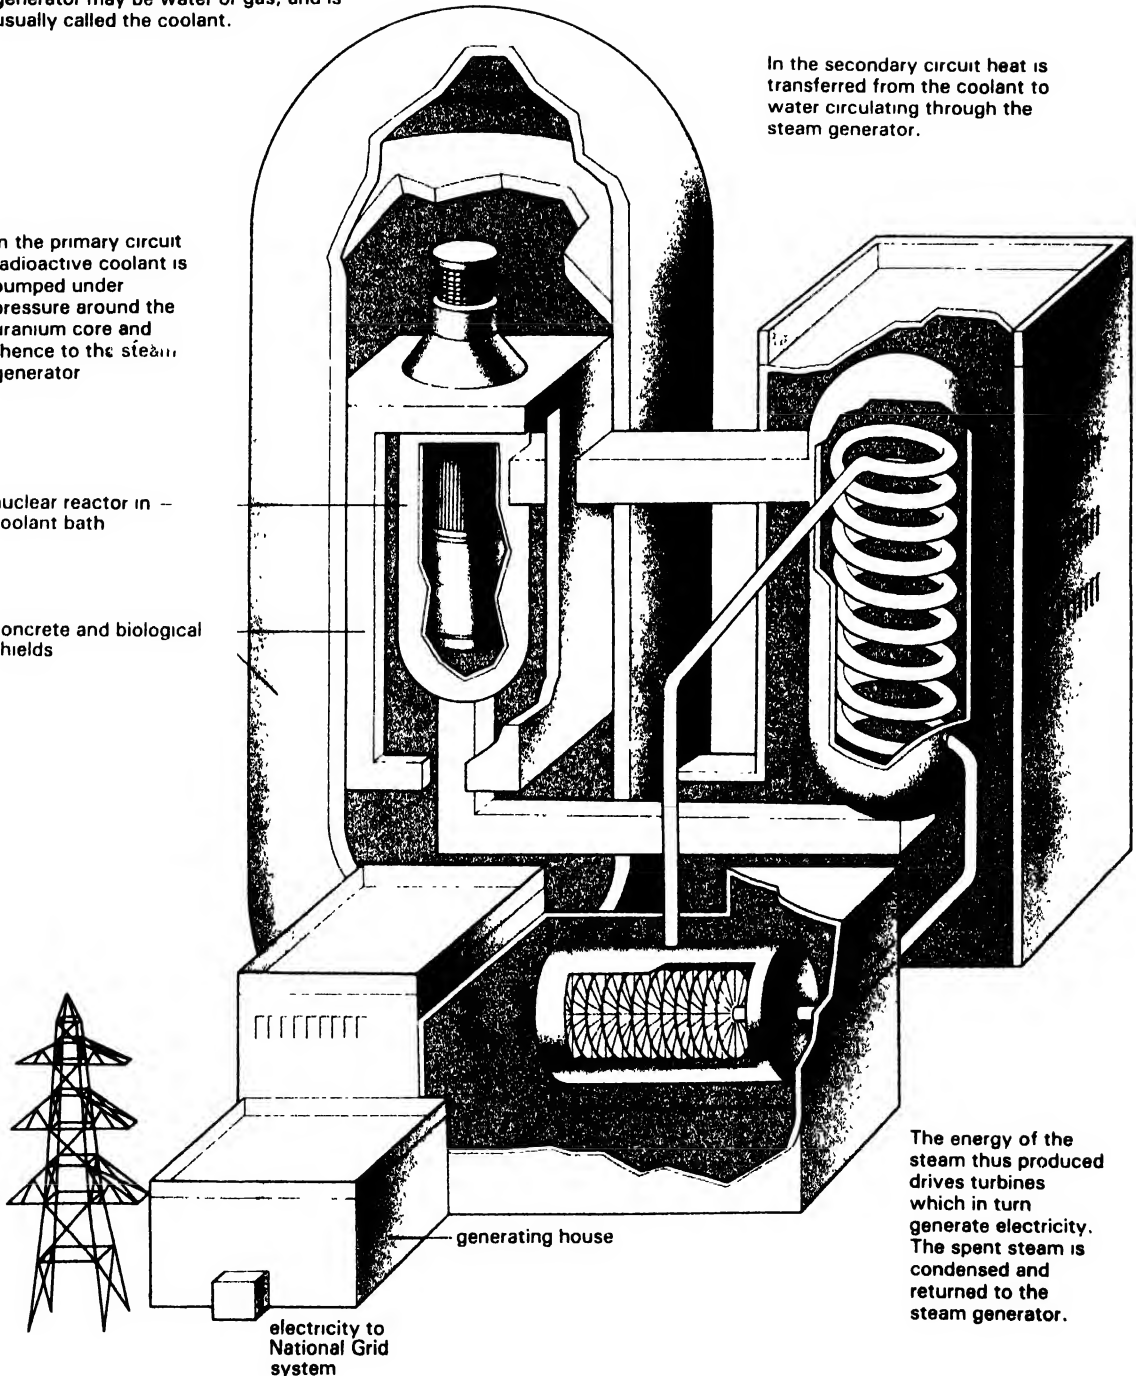 generator may be water or gas, and is
usually called the coolant.
In the secondary circuit heat is
transferred from the coolant to
water circulating through the
steam generator.
in the primary circuit
radioactive coolant is
pumped under
pressure around the
uranium core and
thence to the steam
generator
nuclear reactor in –
coolant bath
concrete and biological
shields
The energy of the
steam thus produced
drives turbines
which in turn
generate electricity.
The spent steam is
condensed and
returned to the
steam generator.
generating house
electricity to
National Grid
system